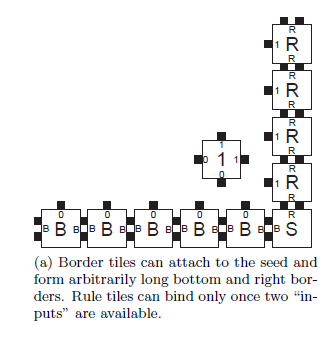 R
1 R
R
R
1 R
R
R
1 R
R
1
0 1 1
0
R
1 R
R
0 0 0 0 0 R
B B B B B B B B B B B B B B B B S
(a) Border tiles can attach to the seed and
form arbitrarily long bottom and right bor-
ders. Rule tiles can bind only once two “in-
puts” are available.